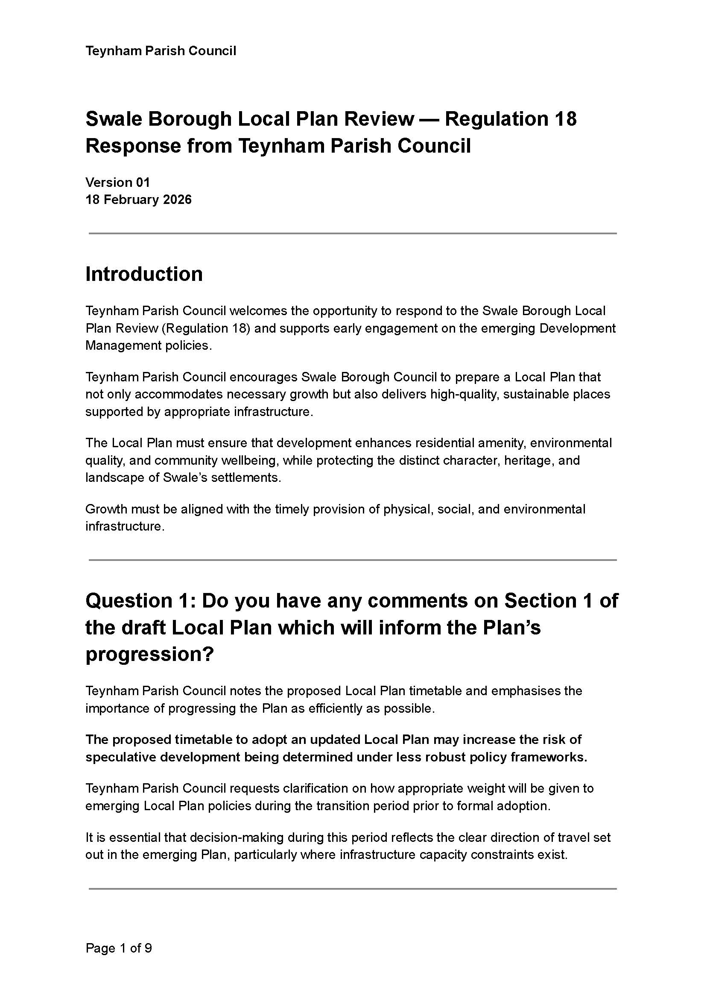 Teynham Parish Council
Swale Borough Local Plan Review — Regulation 18
Response from Teynham Parish Council
Version 01
18 February 2026
Introduction
Teynham Parish Council welcomes the opportunity to respond to the Swale Borough Local
Plan Review (Regulation 18) and supports early engagement on the emerging Development
Management policies.
Teynham Parish Council encourages Swale Borough Council to prepare a Local Plan that
not only accommodates necessary growth but also delivers high-quality, sustainable places
supported by appropriate infrastructure.
The Local Plan must ensure that development enhances residential amenity, environmental
quality, and community wellbeing, while protecting the distinct character, heritage, and
landscape of Swale’s settlements.
Growth must be aligned with the timely provision of physical, social, and environmental
infrastructure.
Question 1: Do you have any comments on Section 1 of
the draft Local Plan which will inform the Plan’s
progression?
Teynham Parish Council notes the proposed Local Plan timetable and emphasises the
importance of progressing the Plan as efficiently as possible.
The proposed timetable to adopt an updated Local Plan may increase the risk of
speculative development being determined under less robust policy frameworks.
Teynham Parish Council requests clarification on how appropriate weight will be given to
emerging Local Plan policies during the transition period prior to formal adoption.
It is essential that decision-making during this period reflects the clear direction of travel set
out in the emerging Plan, particularly where infrastructure capacity constraints exist.
Page 1 of 9